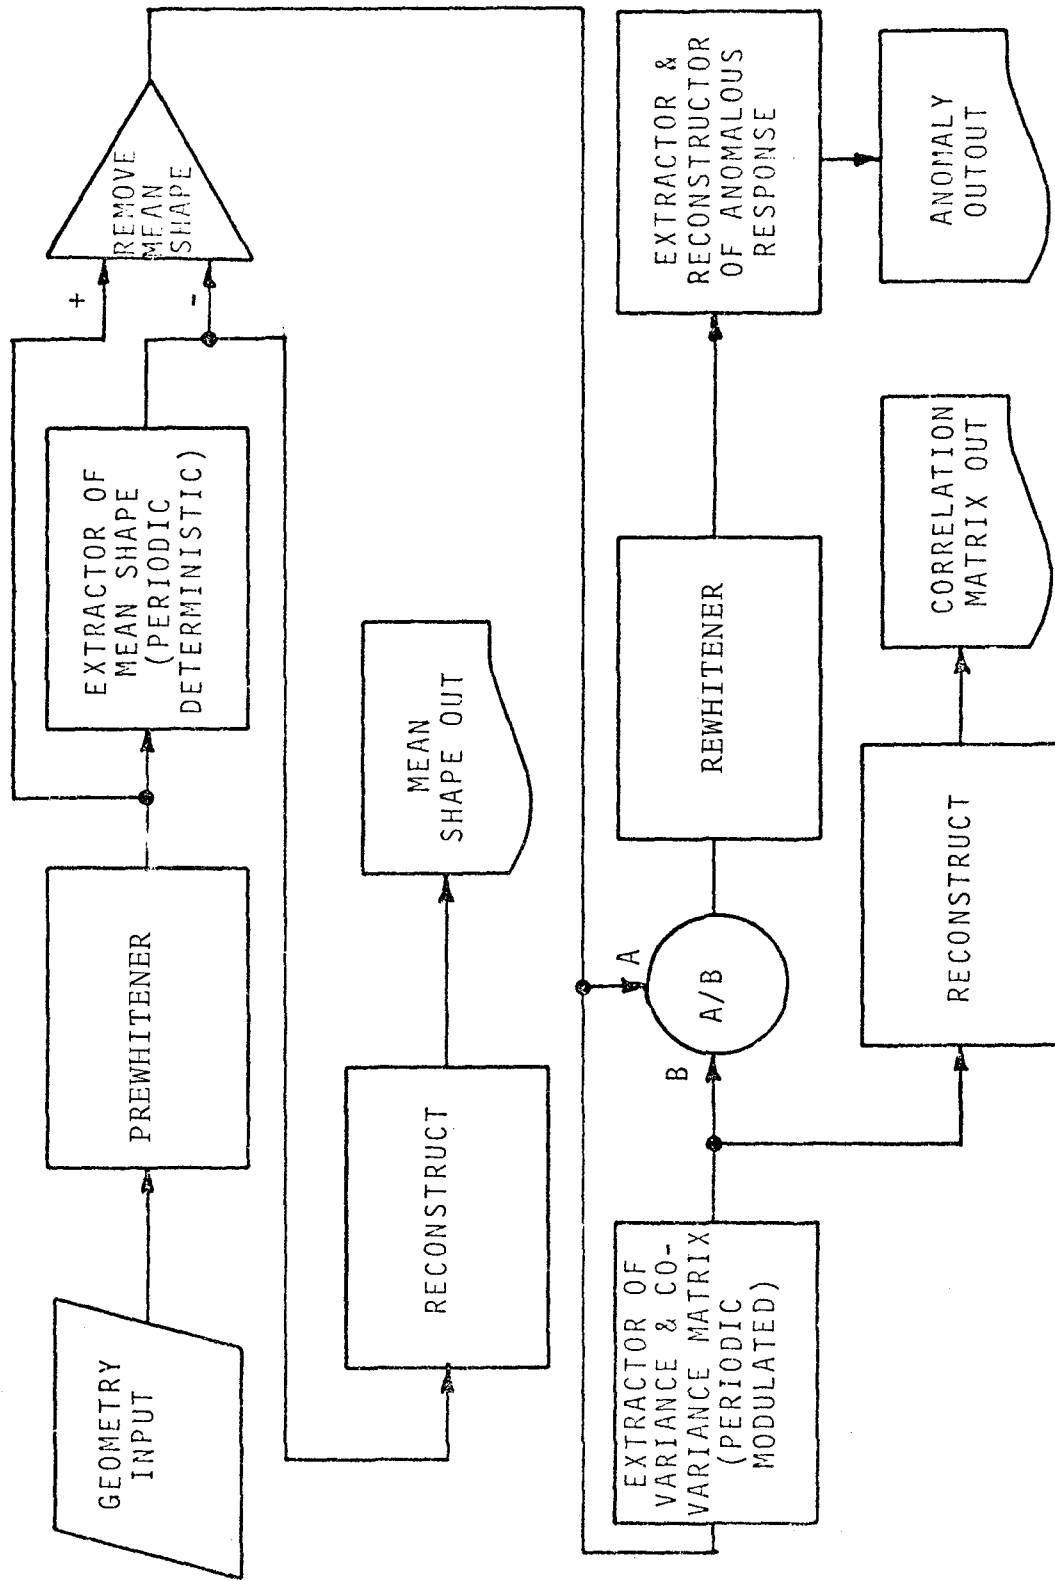 GEOMETRY
INPUT
PREWHITENER
EXTRACTOR OF
MEAN SHAPE
(PERIODIC
DETERMINISTIC)
+
-
REMOVE
MEAN
SHAPE
RECONSTRUCT
MEAN
SHAPE OUT
EXTRACTOR OF
VARIANCE & CO-
VARIANCE MATRIX
(PERIODIC
MODULATED)
B
A
A/B
REWHITENER
EXTRACTOR &
RECONSTRUCTOR
OF ANOMALOUS
RESPONSE
RECONSTRUCT
CORRELATION
MATRIX OUT
ANOMALY
OUTOUT